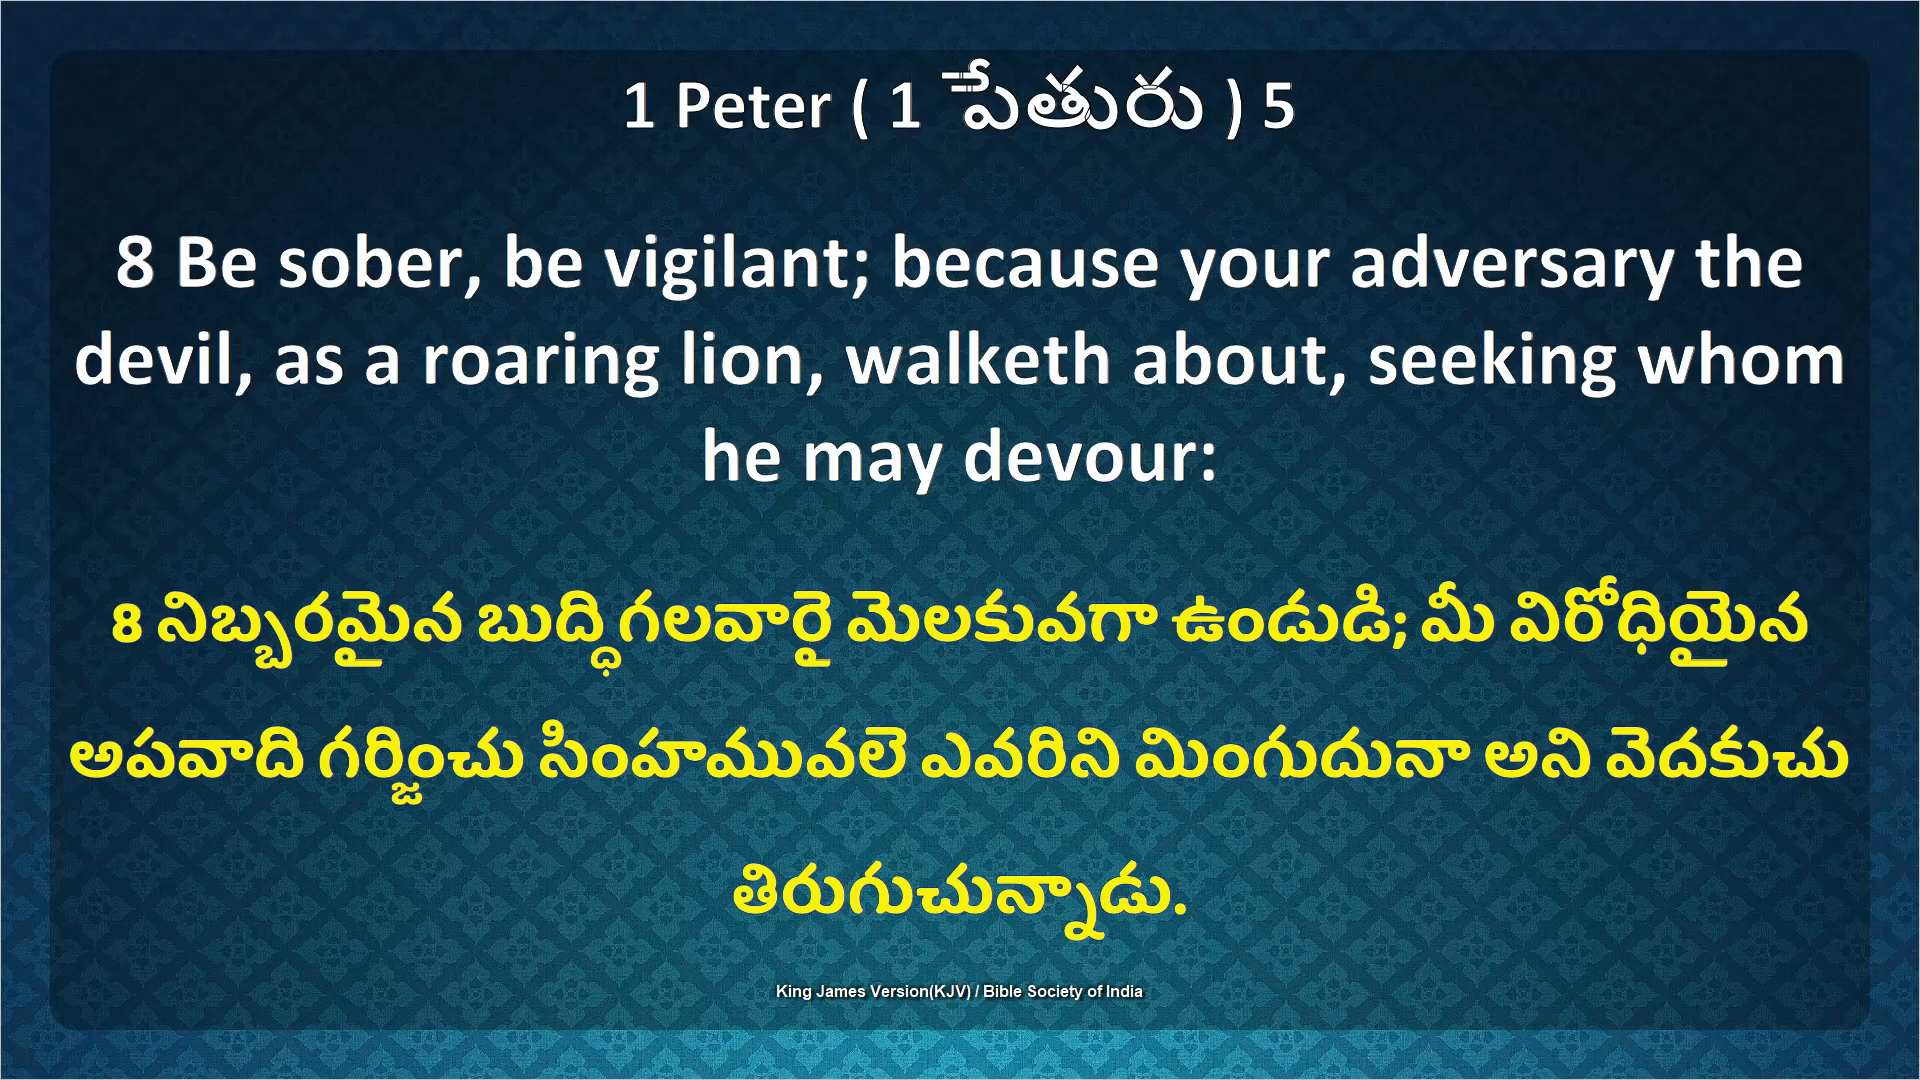 1 Peter ( 1 పేతురు ) 5
8 Be sober, be vigilant; because your adversary the
devil, as a roaring lion, walketh about, seeking whom
he may devour:
8 నిబ్బరమైన బుద్ధిగలవారై మెలకువగా ఉండుడి; మీ విరోధియైన
అపవాది గర్జించు సింహమువలె ఎవరిని మింగుదునా అని వెదకుచు
తిరుగుచున్నాడు.
King James Version(KJV) / Bible Society of India